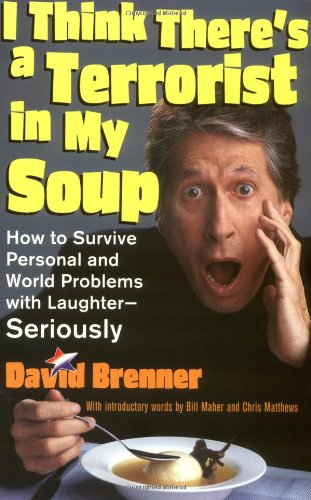 I Think There's
a Terrorist
in My
Soup
How to Survive
Personal and
World Problems
with Laughter—
Seriously
David Brenner
With introductory words by Bill Maher and Chris Matthews